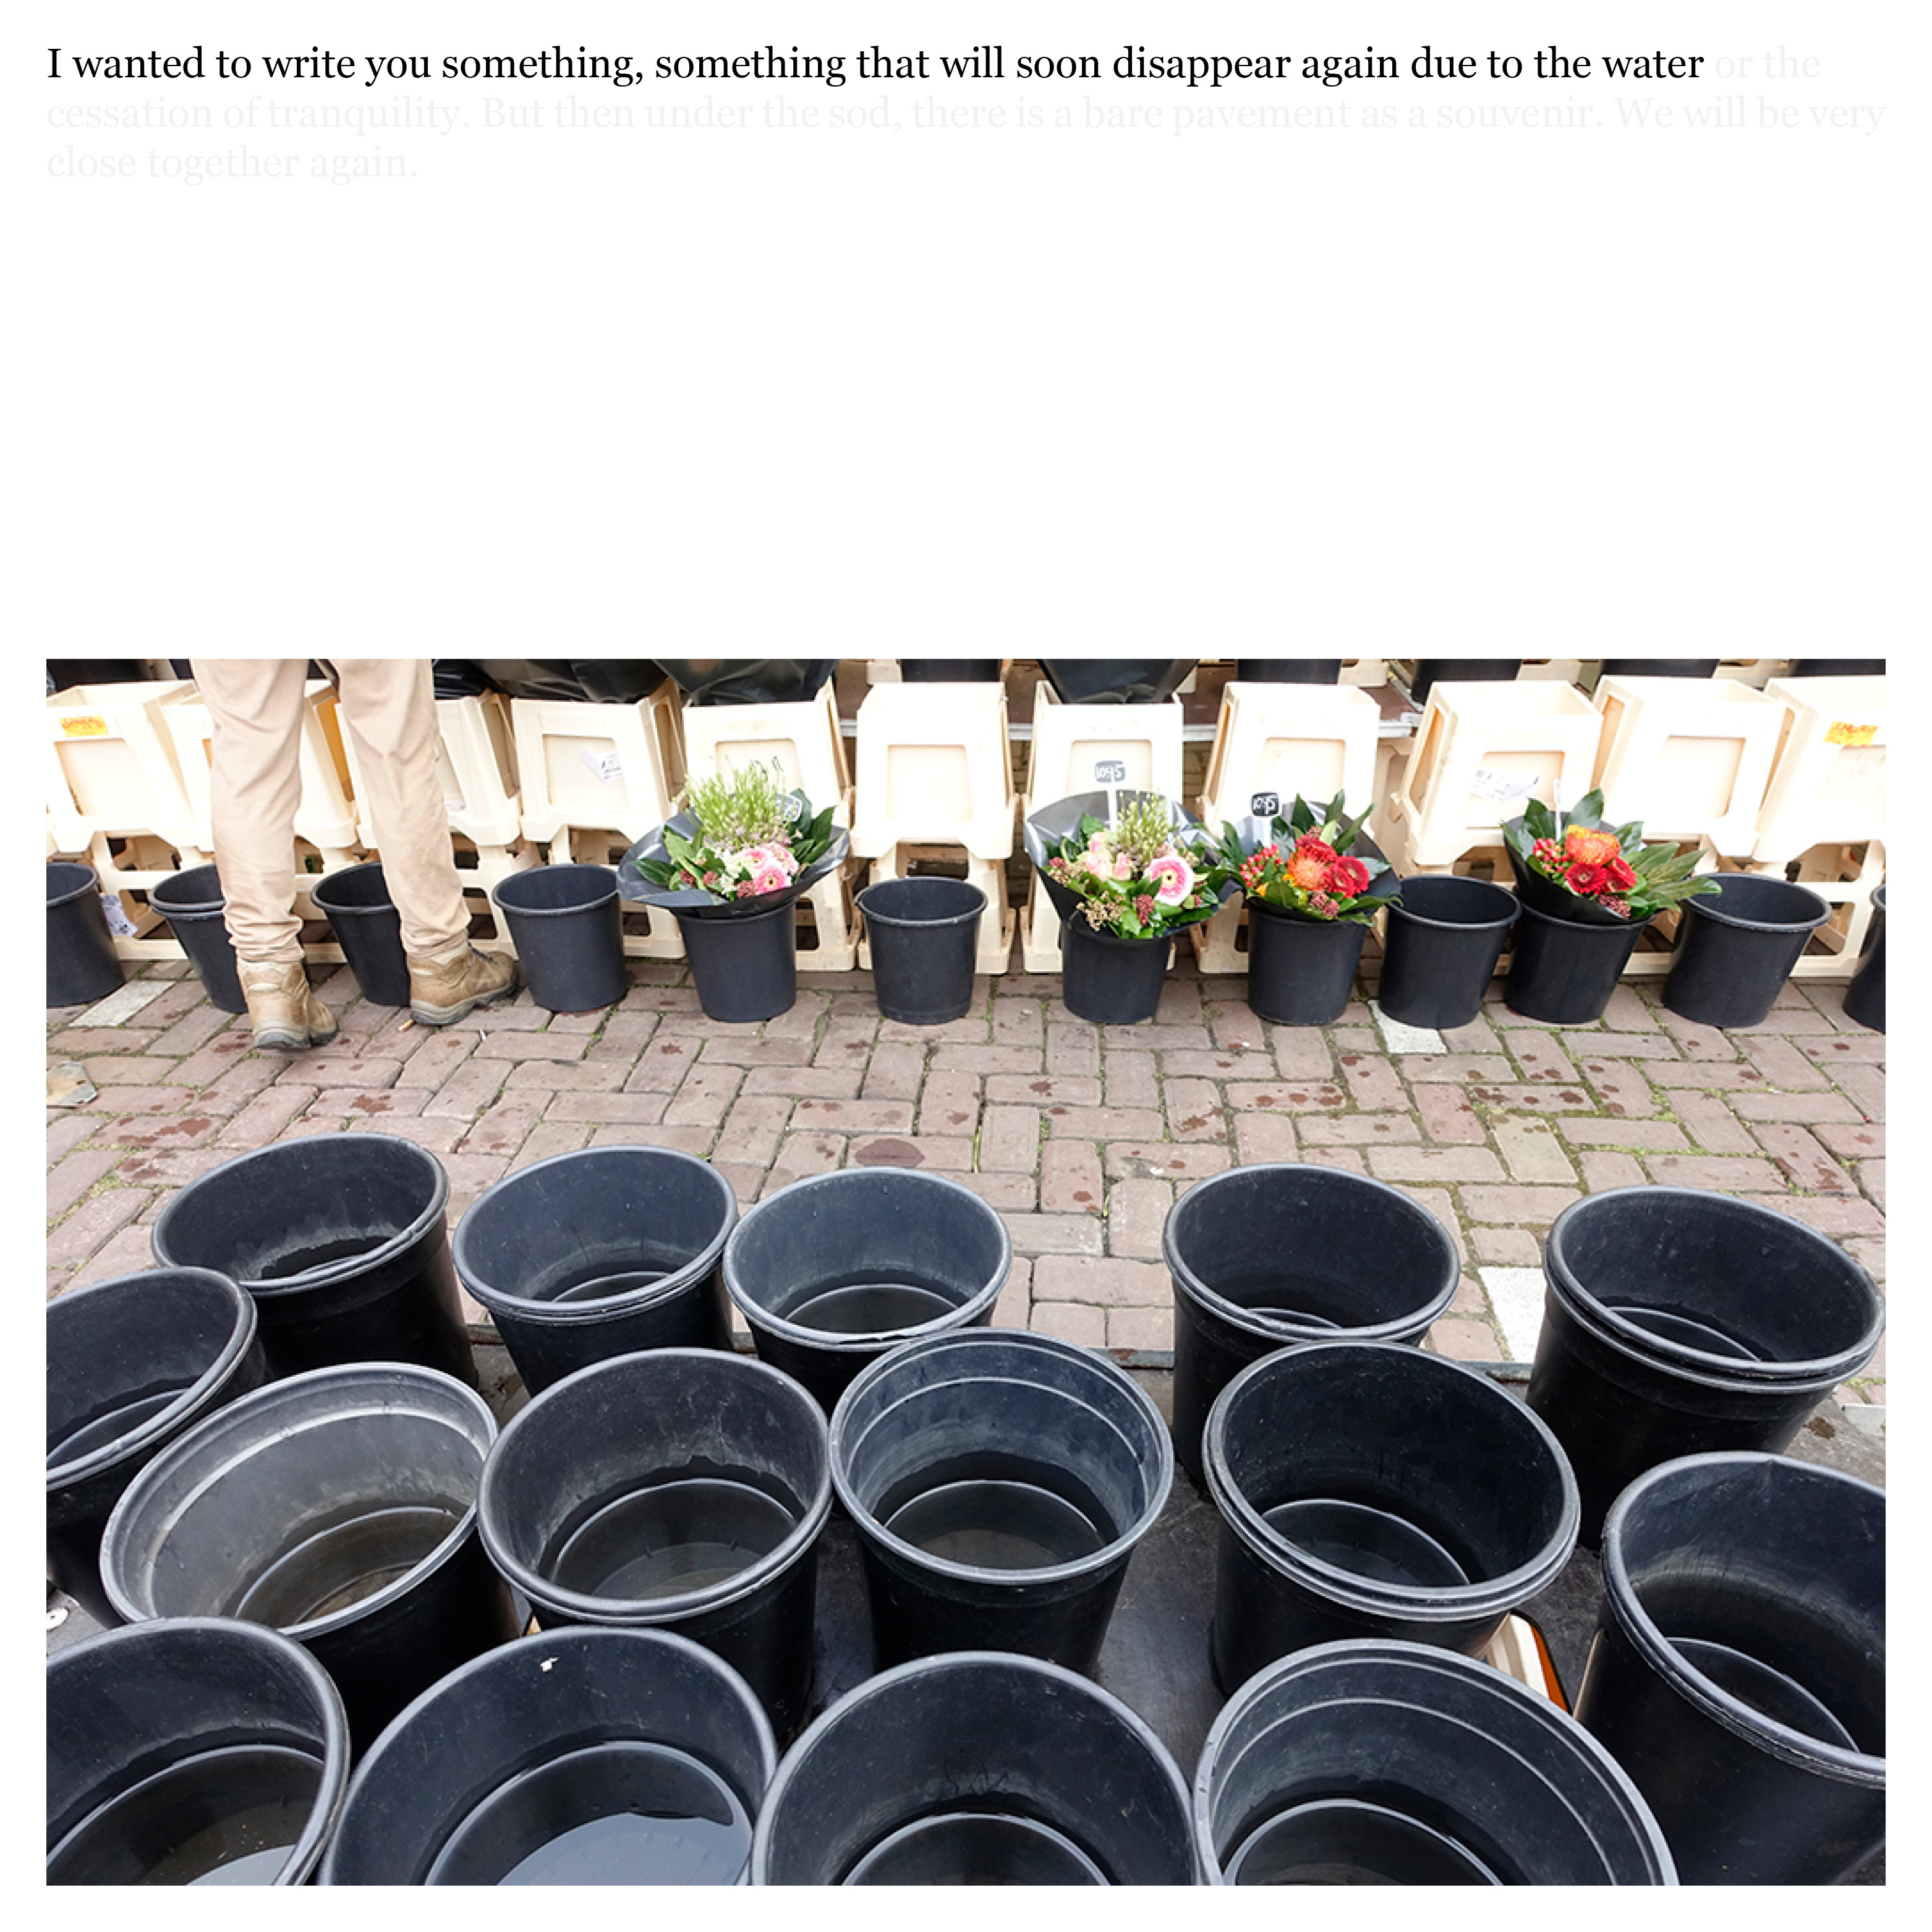 I wanted to write you something, something that will soon disappear again due to the water or the
cessation of tranquility. But then under the sod, there is a bare pavement as a souvenir. We will be very
close together again.